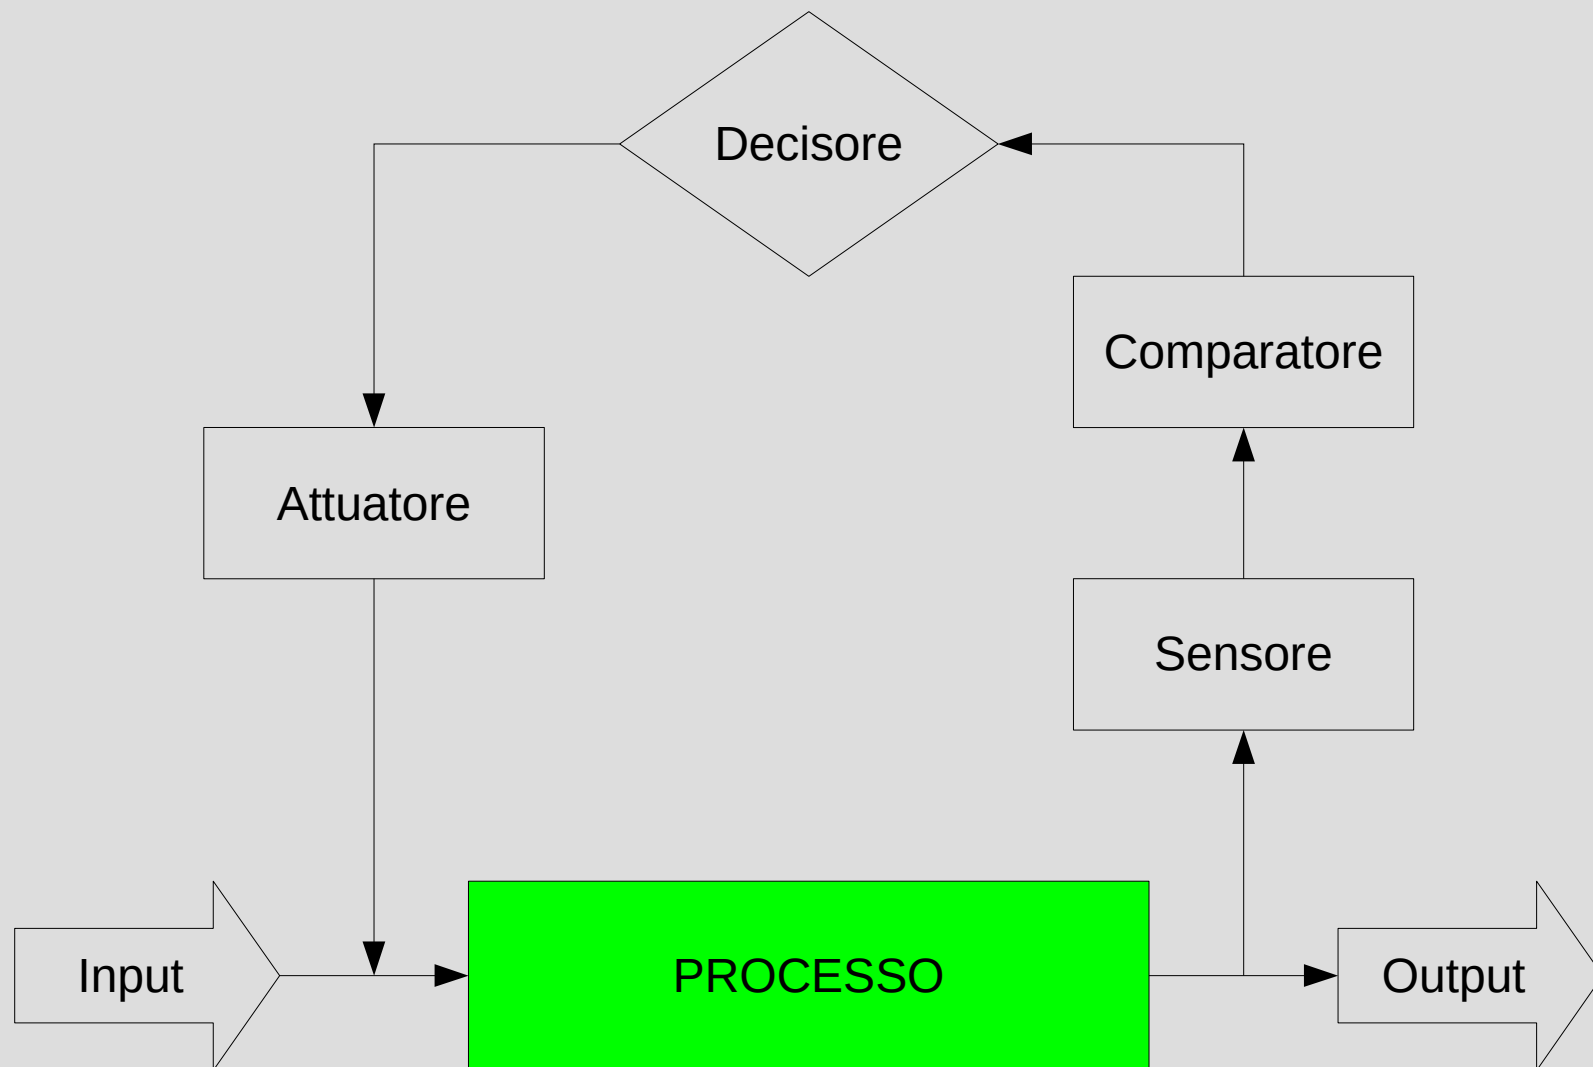 Decisore
Comparatore
Attuatore
Sensore
Input
PROCESSO
Output